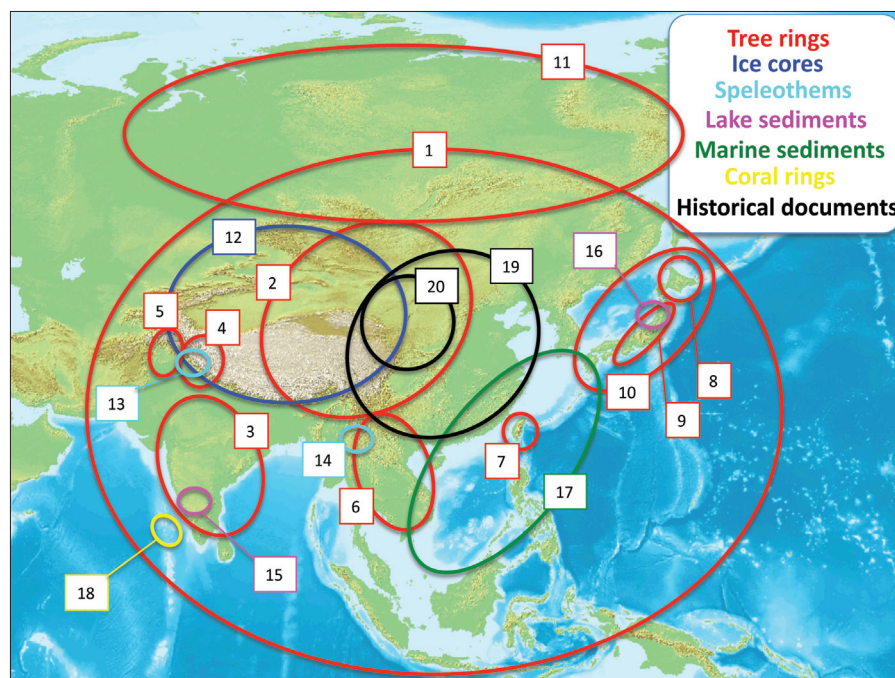 Tree rings
Ice cores
Speleothems
Lake sediments
Marine sediments
Coral rings
Historical documents
11
1
12
16
19
2
20
5
4
13
3
14
10
8
9
7
6
17
18
15